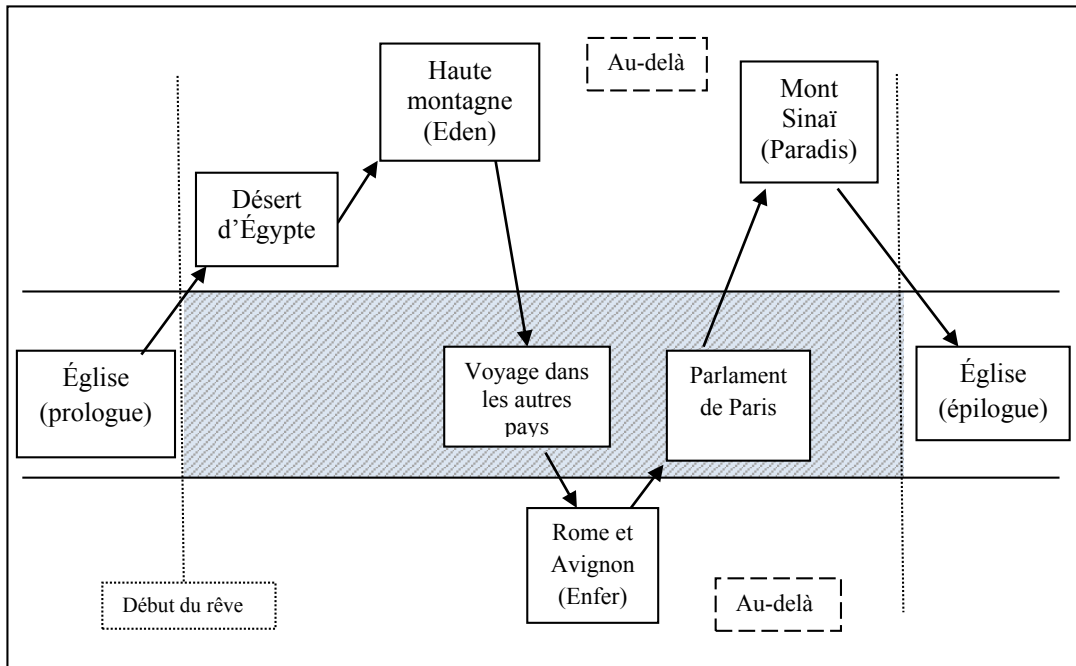 Au-delà
Haute
montagne
(Eden)
Mont
Sinaï
(Paradis)
Désert
d’Égypte
Église
(prologue)
Voyage dans
les autres
pays
Parlament
de Paris
Église
(épilogue)
Rome et
Avignon
(Enfer)
Début du rêve
Au-delà